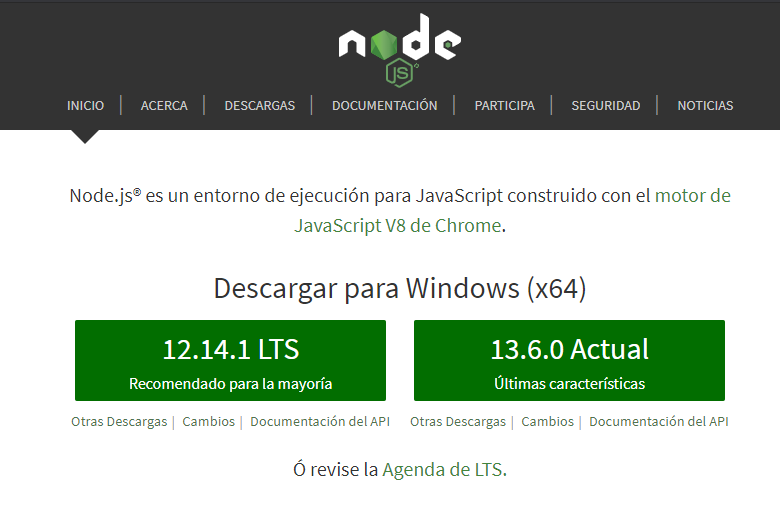 node
JS
INICIO | ACERCA | DESCARGAS | DOCUMENTACIÓN | PARTICIPA | SEGURIDAD | NOTICIAS
Node.js® es un entorno de ejecución para JavaScript construido con el motor de
JavaScript V8 de Chrome.
Descargar para Windows (x64)
12.14.1 LTS
Recomendado para la mayoría
13.6.0 Actual
Últimas características
Otras Descargas | Cambios | Documentación del API
Otras Descargas | Cambios | Documentación del API
Ó revise la Agenda de LTS.